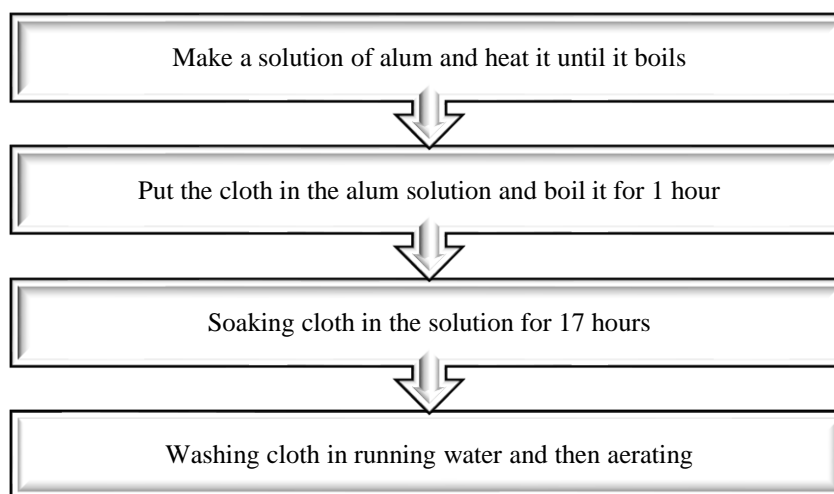 Make a solution of alum and heat it until it boils
Put the cloth in the alum solution and boil it for 1 hour
Soaking cloth in the solution for 17 hours
Washing cloth in running water and then aerating